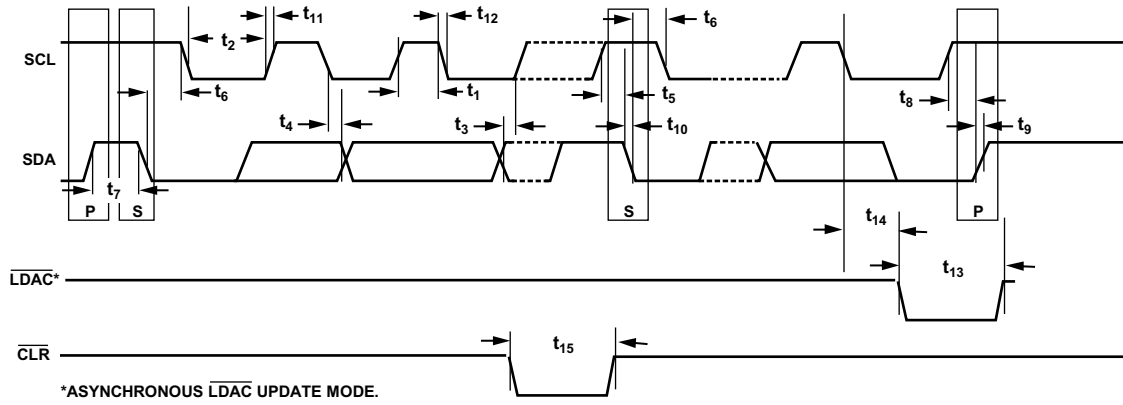 t11
t12
t6
t2
SCL
t6
t1
t5
t8
t4
t3
t10
t9
SDA
t7
P
S
S
P
t14
LDAC*
t13
CLR
t15
*ASYNCHRONOUS LDAC UPDATE MODE.